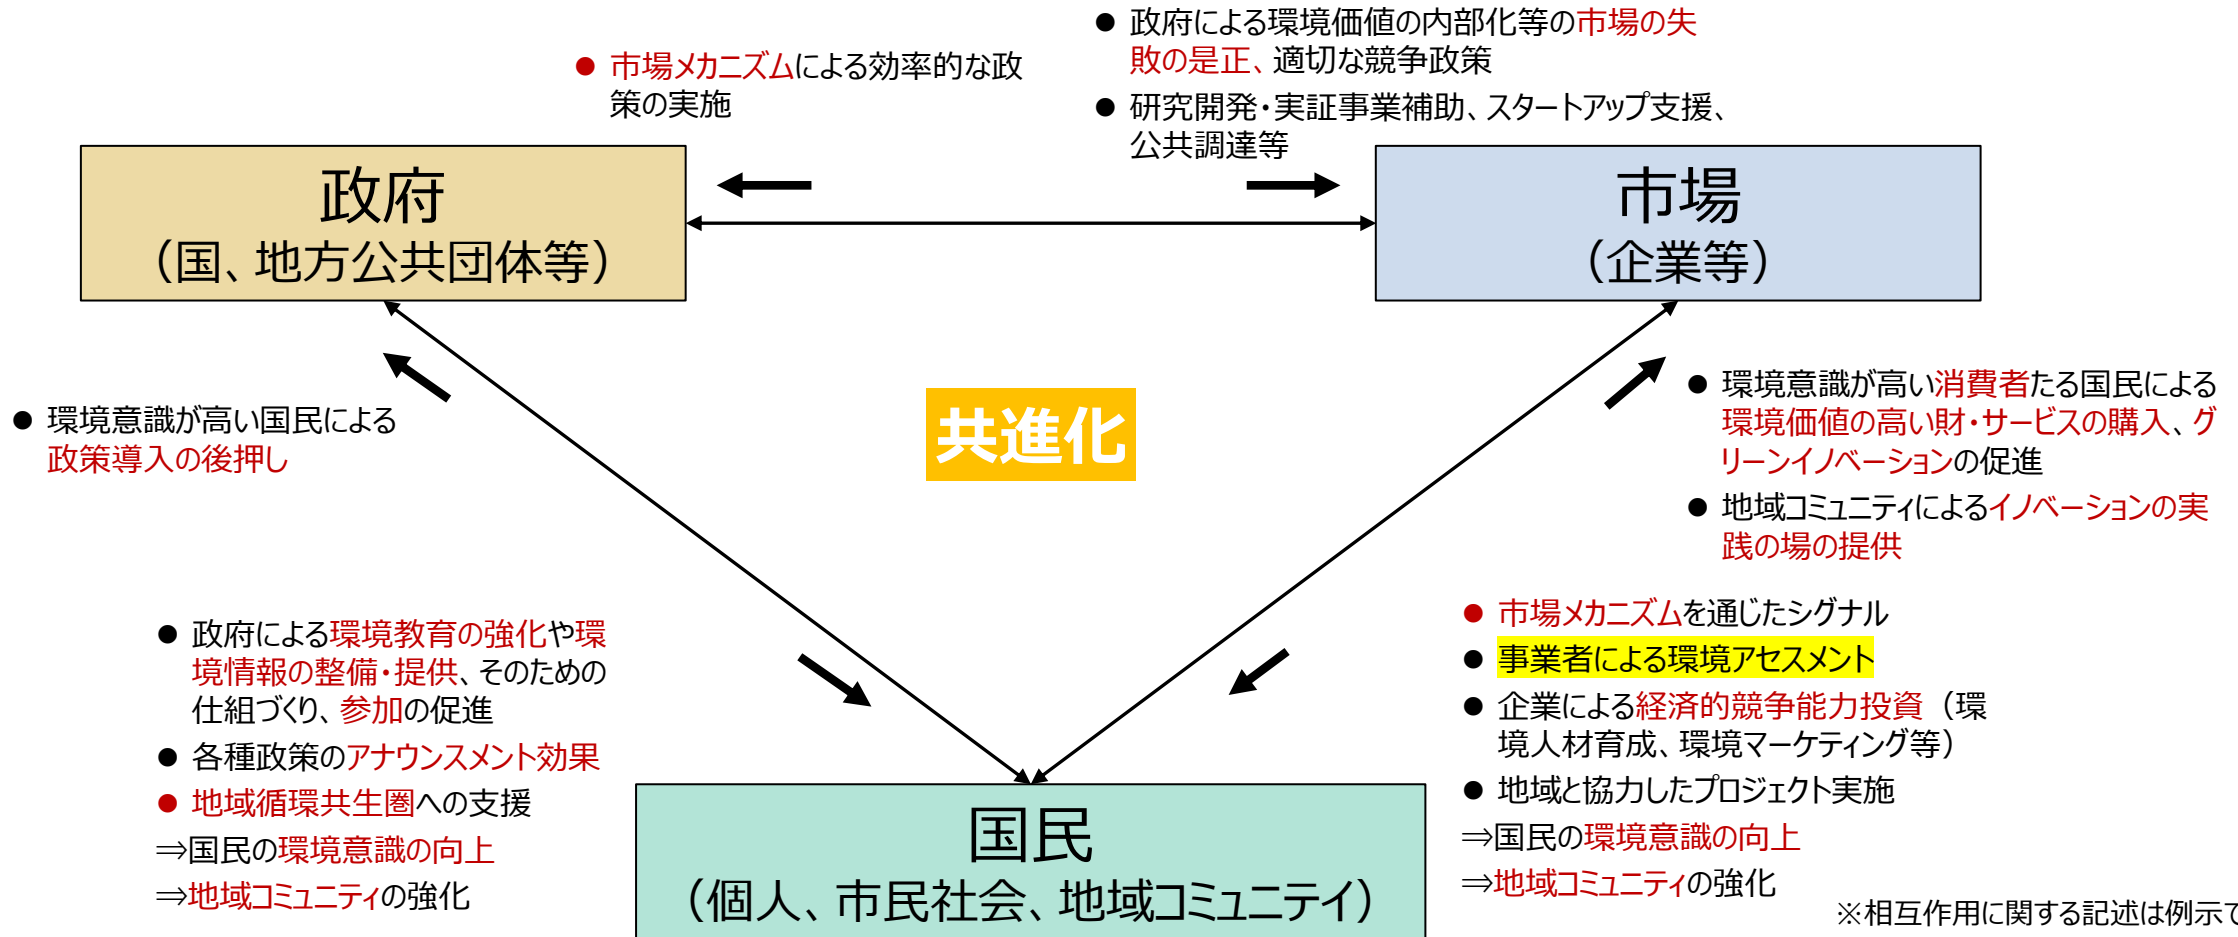 ● 市場メカニズムによる効率的な政
策の実施
● 政府による環境価値の内部化等の市場の失
敗の是正、適切な競争政策
● 研究開発・実証事業補助、スタートアップ支援、
公共調達等
政府
（国、地方公共団体等）
市場
（企業等）
● 環境意識が高い国民による
政策導入の後押し
共進化
● 環境意識が高い消費者たる国民による
環境価値の高い財・サービスの購入、グ
リーンイノベーションの促進
● 地域コミュニティによるイノベーションの実
践の場の提供
● 政府による環境教育の強化や環
境情報の整備・提供、そのための
仕組づくり、参加の促進
● 各種政策のアナウンスメント効果
● 地域循環共生圏への支援
⇒国民の環境意識の向上
⇒地域コミュニティの強化
● 市場メカニズムを通じたシグナル
● 事業者による環境アセスメント
● 企業による経済的競争能力投資（環
境人材育成、環境マーケティング等）
● 地域と協力したプロジェクト実施
⇒国民の環境意識の向上
⇒地域コミュニティの強化
国民
（個人、市民社会、地域コミュニテイ）
※相互作用に関する記述は例示で